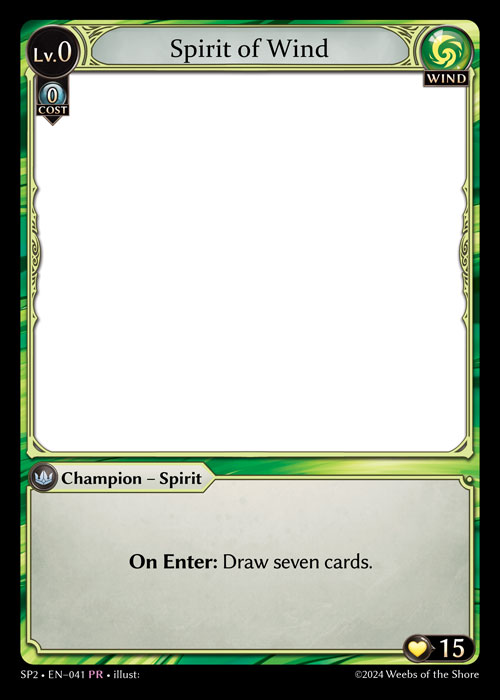 Lv.0
Spirit of Wind
WIND
0
COST
Champion – Spirit
On Enter: Draw seven cards.
15
SP2 • EN–041 PR • illust:
©2024 Weebs of the Shore